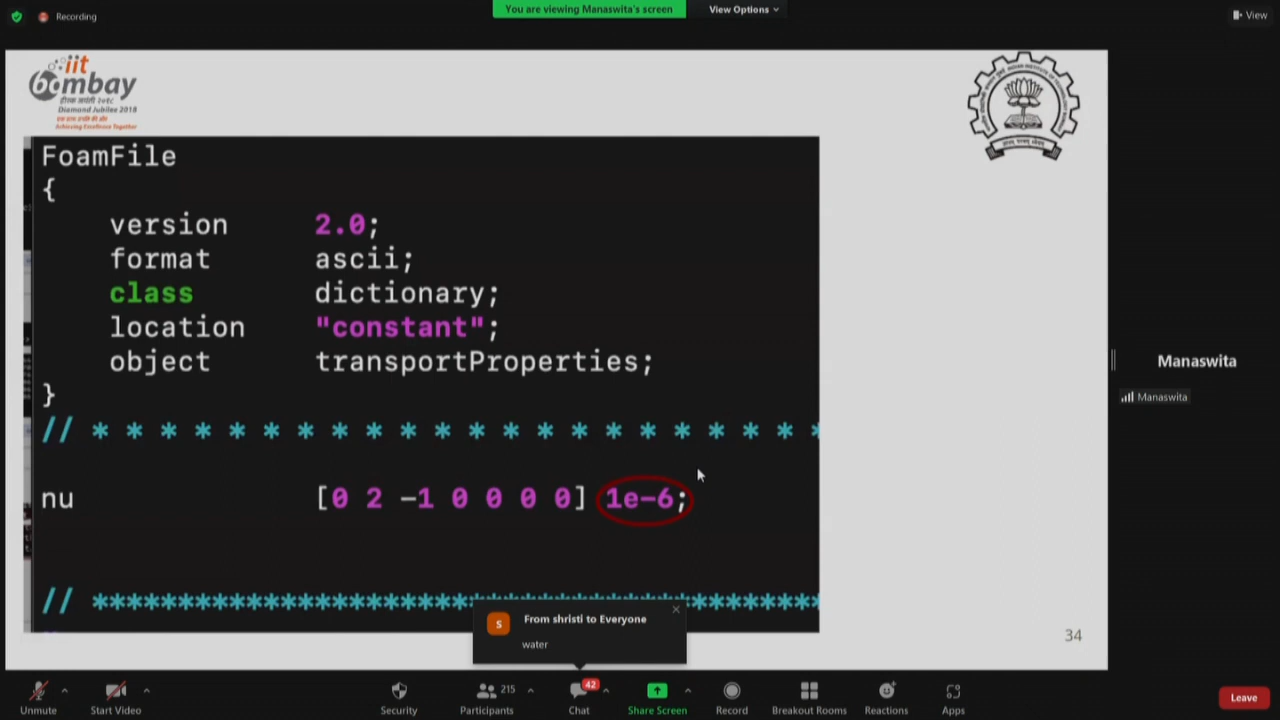 Recording
You are viewing Manaswita's screen
View Options
View
iit
bombay
Diamond Jubilee 2018
Achieving Excellence Together
FoamFile
{
version 2.0;
format ascii;
class dictionary;
location "constant";
object transportProperties;
}
// * * * * * * * * * * * * * * * * * * * * * *
nu [0 2 -1 0 0 0 0] 1e-6;
// *******************************************
Manaswita
Manaswita
S
From shristi to Everyone
water
34
215
42
Unmute
Start Video
Security
Participants
Chat
Share Screen
Record
Breakout Rooms
Reactions
Apps
Leave